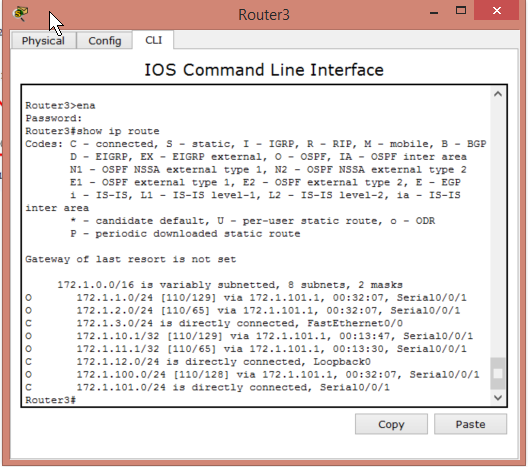 Router3
Physical Config CLI
IOS Command Line Interface
Router3>ena
Password:
Router3#show ip route
Codes: C - connected, S - static, I - IGRP, R - RIP, M - mobile, B - BGP
D - EIGRP, EX - EIGRP external, O - OSPF, IA - OSPF inter area
N1 - OSPF NSSA external type 1, N2 - OSPF NSSA external type 2
E1 - OSPF external type 1, E2 - OSPF external type 2, E - EGP
i - IS-IS, L1 - IS-IS level-1, L2 - IS-IS level-2, ia - IS-IS
inter area
* - candidate default, U - per-user static route, o - ODR
P - periodic downloaded static route
Gateway of last resort is not set
172.1.0.0/16 is variably subnetted, 8 subnets, 2 masks
O 172.1.1.0/24 [110/129] via 172.1.101.1, 00:32:07, Serial0/0/1
O 172.1.2.0/24 [110/65] via 172.1.101.1, 00:32:07, Serial0/0/1
C 172.1.3.0/24 is directly connected, FastEthernet0/0
O 172.1.10.1/32 [110/129] via 172.1.101.1, 00:13:47, Serial0/0/1
O 172.1.11.1/32 [110/65] via 172.1.101.1, 00:13:30, Serial0/0/1
C 172.1.12.0/24 is directly connected, Loopback0
O 172.1.100.0/24 [110/128] via 172.1.101.1, 00:32:07, Serial0/0/1
C 172.1.101.0/24 is directly connected, Serial0/0/1
Router3#
Copy Paste